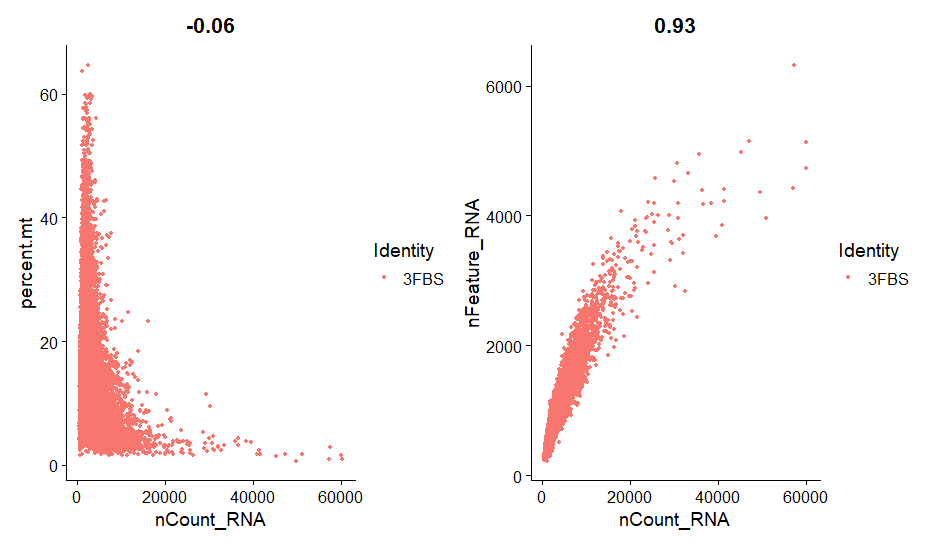 -0.06
percent.mt
60
40
20
0
0 20000 40000 60000
nCount_RNA
Identity
3FBS
0.93
nFeature_RNA
6000
4000
2000
0
0 20000 40000 60000
nCount_RNA
Identity
3FBS